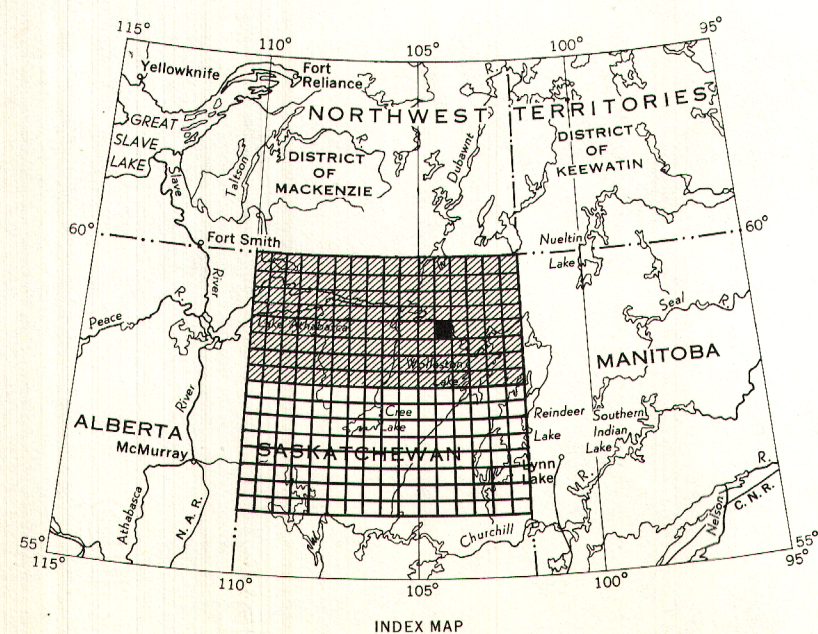 115°
110°
105°
100°
95°
Yellowknife
Fort
Reliance
R.
NORTHWEST TERRITORIES
GREAT
SLAVE
LAKE
Slave
Taltson
R.
DISTRICT
OF
MACKENZIE
Dubawnt
DISTRICT
OF
KEEWATIN
60°
Fort Smith
Nueltin
Lake
60°
River
Peace
R.
Lake Athabasca
Seal
R.
Wollaston
Lake
MANITOBA
River
ALBERTA
McMurray
Cree
Lake
SASKATCHEWAN
Reindeer
Lake
Southern
Indian
Lake
Lynn
Lake
Athabasca
N. A. R.
H.R.
R.
Nelson
C. N. R.
Churchill
55°
115°
110°
105°
100°
55°
95°
INDEX MAP